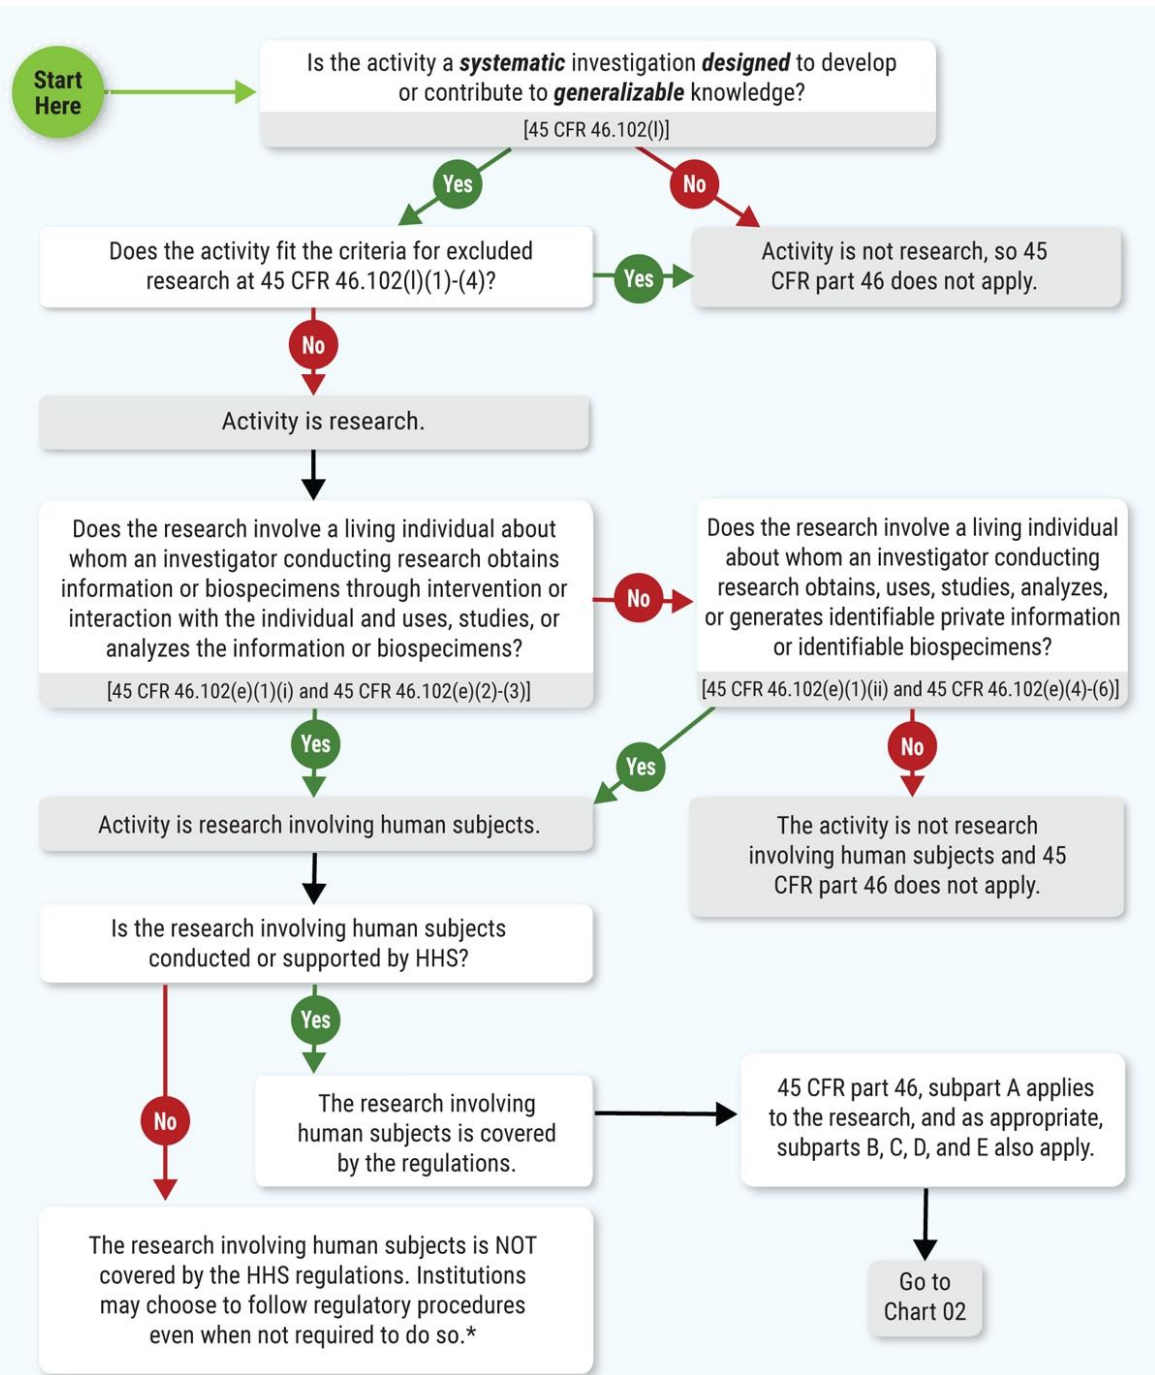 Start
Here
Is the activity a systematic investigation designed to develop
or contribute to generalizable knowledge?
[45 CFR 46.102(l)]
Yes
No
Does the activity fit the criteria for excluded
research at 45 CFR 46.102(l)(1)-(4)?
Yes
Activity is not research, so 45
CFR part 46 does not apply.
No
Activity is research.
Does the research involve a living individual about
whom an investigator conducting research obtains
information or biospecimens through intervention or
interaction with the individual and uses, studies, or
analyzes the information or biospecimens?
[45 CFR 46.102(e)(1)(i) and 45 CFR 46.102(e)(2)-(3)]
No
Does the research involve a living individual
about whom an investigator conducting
research obtains, uses, studies, analyzes,
or generates identifiable private information
or identifiable biospecimens?
[45 CFR 46.102(e)(1)(ii) and 45 CFR 46.102(e)(4)-(6)]
Yes
Yes
No
Activity is research involving human subjects.
The activity is not research
involving human subjects and 45
CFR part 46 does not apply.
Is the research involving human subjects
conducted or supported by HHS?
Yes
No
The research involving
human subjects is covered
by the regulations.
45 CFR part 46, subpart A applies
to the research, and as appropriate,
subparts B, C, D, and E also apply.
The research involving human subjects is NOT
covered by the HHS regulations. Institutions
may choose to follow regulatory procedures
even when not required to do so.*
Go to
Chart 02